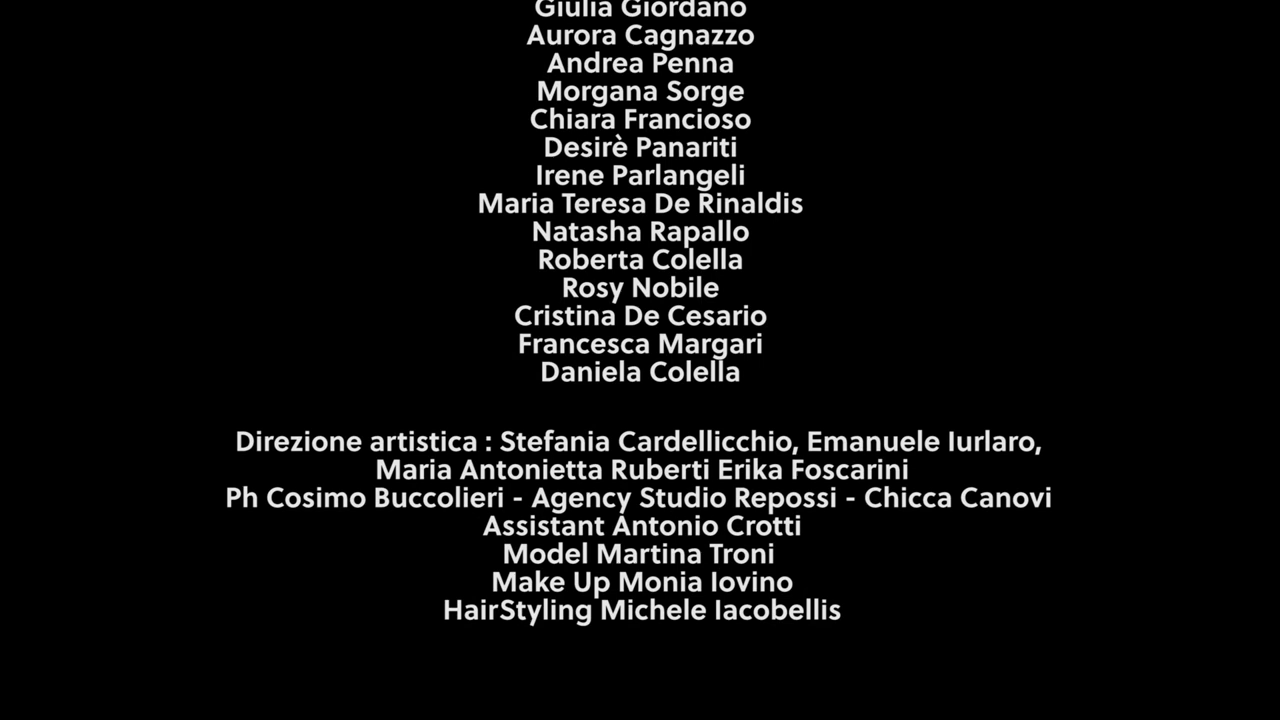 Giulia Giordano
Aurora Cagnazzo
Andrea Penna
Morgana Sorge
Chiara Francioso
Desirè Panariti
Irene Parlangeli
Maria Teresa De Rinaldis
Natasha Rapallo
Roberta Colella
Rosy Nobile
Cristina De Cesario
Francesca Margari
Daniela Colella
Direzione artistica : Stefania Cardellicchio, Emanuele Iurlaro,
Maria Antonietta Ruberti Erika Foscarini
Ph Cosimo Buccolieri - Agency Studio Repossi - Chicca Canovi
Assistant Antonio Crotti
Model Martina Troni
Make Up Monia Iovino
HairStyling Michele Iacobellis